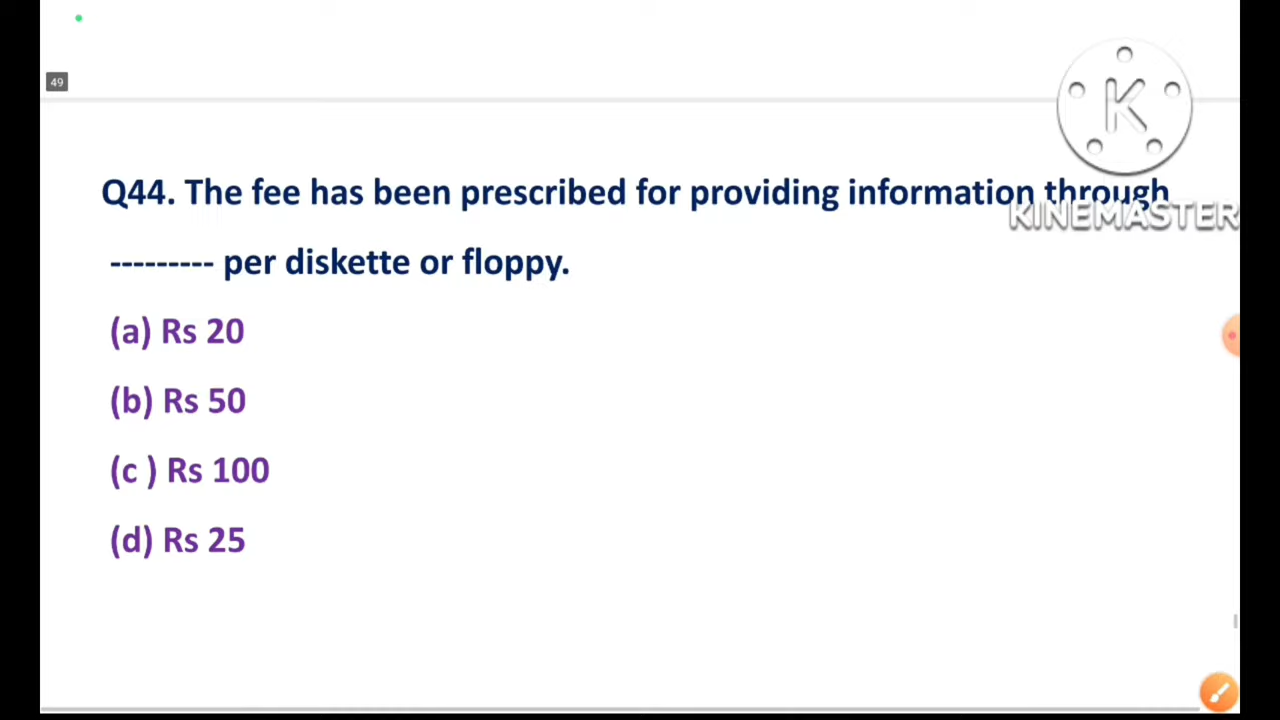 49
K
KINEMASTER
Q44. The fee has been prescribed for providing information through
--------- per diskette or floppy.
(a) Rs 20
(b) Rs 50
(c ) Rs 100
(d) Rs 25